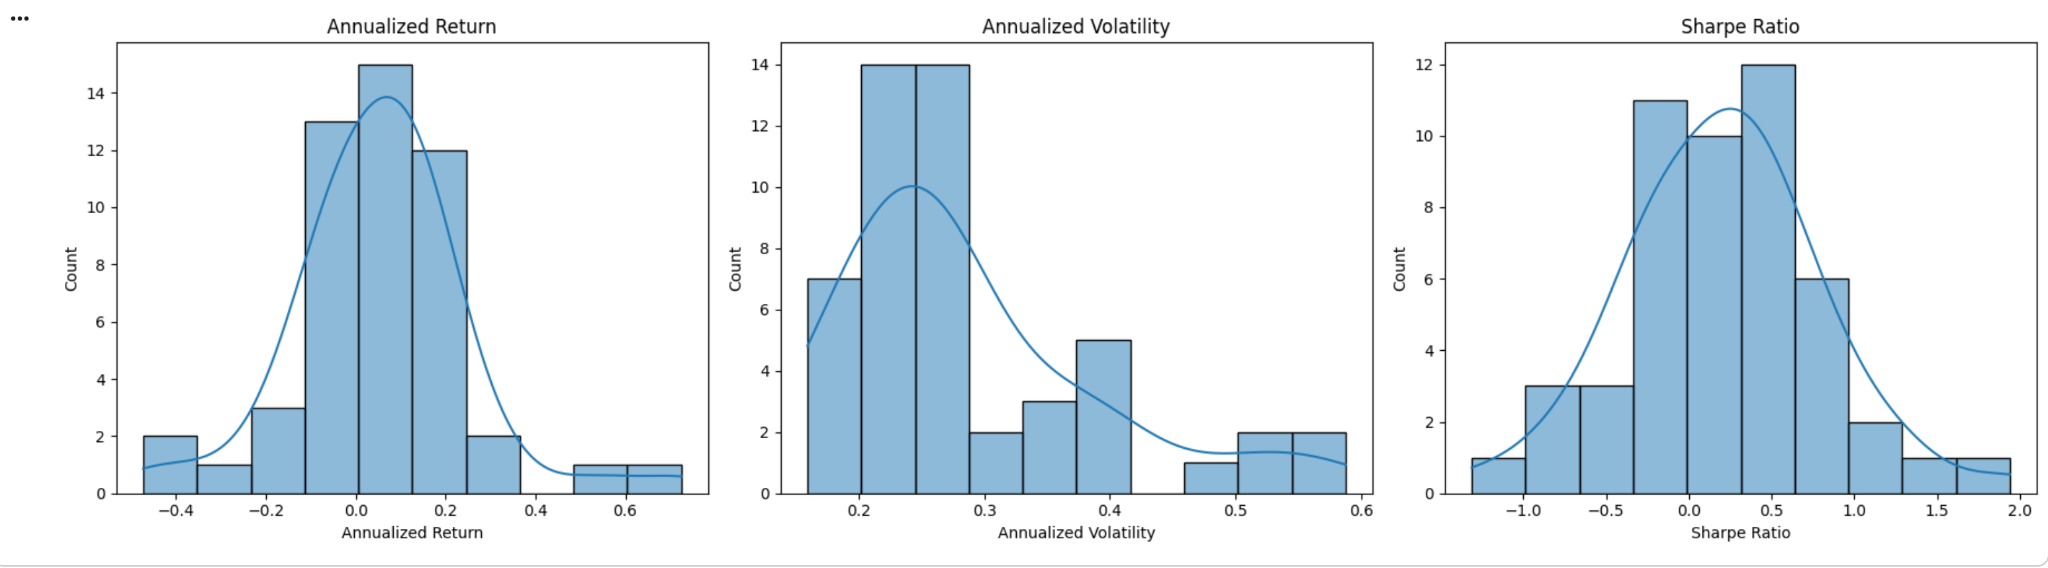 ...
Annualized Return
Count
14
12
10
8
6
4
2
0
−0.4 −0.2 0.0 0.2 0.4 0.6
Annualized Return
Annualized Volatility
Count
14
12
10
8
6
4
2
0
0.2 0.3 0.4 0.5 0.6
Annualized Volatility
Sharpe Ratio
Count
12
10
8
6
4
2
0
−1.0 −0.5 0.0 0.5 1.0 1.5 2.0
Sharpe Ratio